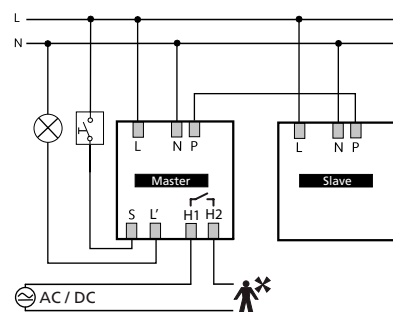 L
N
L N P
L N P
Master
Slave
S L' H1 H2
AC / DC